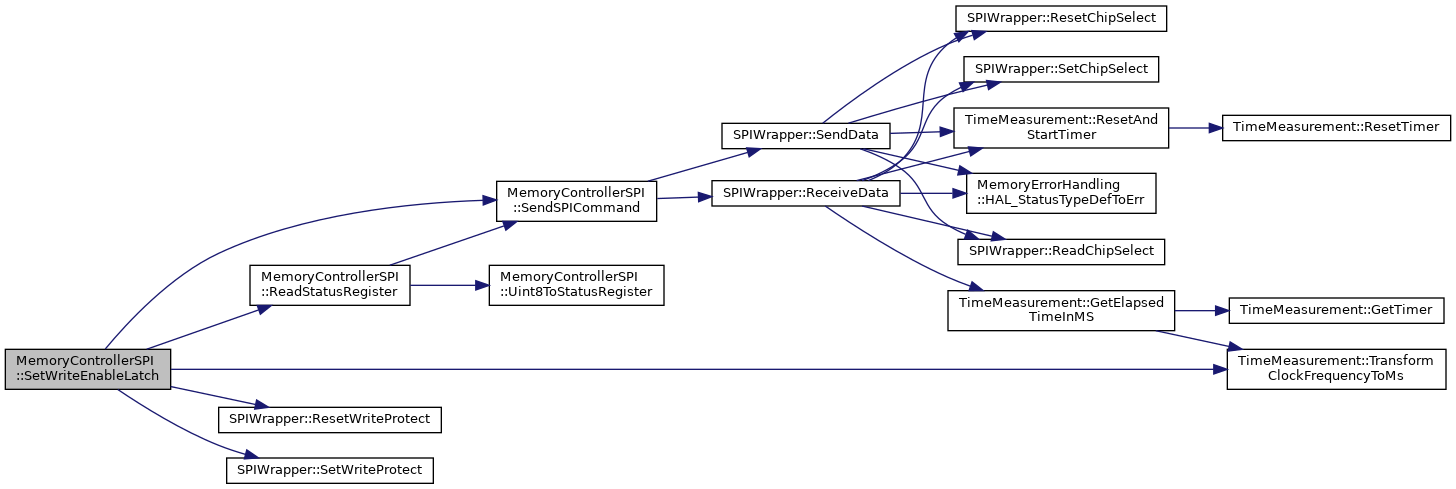 SPIWrapper::ResetChipSelect
SPIWrapper::SetChipSelect
TimeMeasurement::ResetAnd
StartTimer
TimeMeasurement::ResetTimer
SPIWrapper::SendData
MemoryErrorHandling
::HAL_StatusTypeDefToErr
MemoryControllerSPI
::SendSPICommand
SPIWrapper::ReceiveData
SPIWrapper::ReadChipSelect
MemoryControllerSPI
::ReadStatusRegister
MemoryControllerSPI
::Uint8ToStatusRegister
TimeMeasurement::GetElapsed
TimeInMS
TimeMeasurement::GetTimer
MemoryControllerSPI
::SetWriteEnableLatch
TimeMeasurement::Transform
ClockFrequencyToMs
SPIWrapper::ResetWriteProtect
SPIWrapper::SetWriteProtect